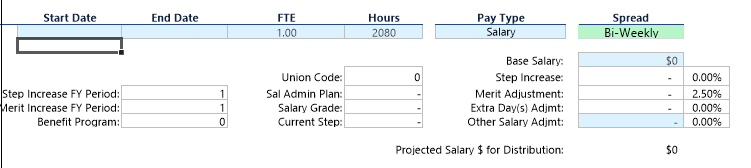 Start Date End Date FTE Hours Pay Type Spread
1.00 2080 Salary Bi-Weekly
Base Salary: $0
Union Code: 0 Step Increase: - 0.00%
Step Increase FY Period: 1 Sal Admin Plan: - Merit Adjustment: - 2.50%
Merit Increase FY Period: 1 Salary Grade: - Extra Day(s) Adjmt: - 0.00%
Benefit Program: 0 Current Step: - Other Salary Adjmt: - 0.00%
Projected Salary $ for Distribution: $0